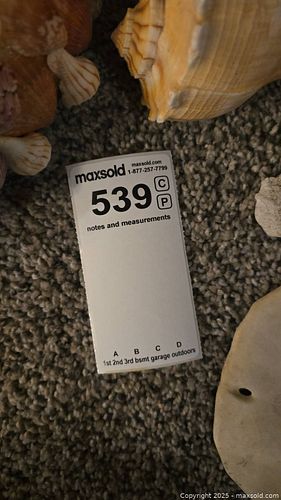 maxsold maxsold.com
1-877-257-7799
539 C
P
notes and measurements
A B C D
1st 2nd 3rd bsmt garage outdoors
Copyright © 2025 - maxsold.com